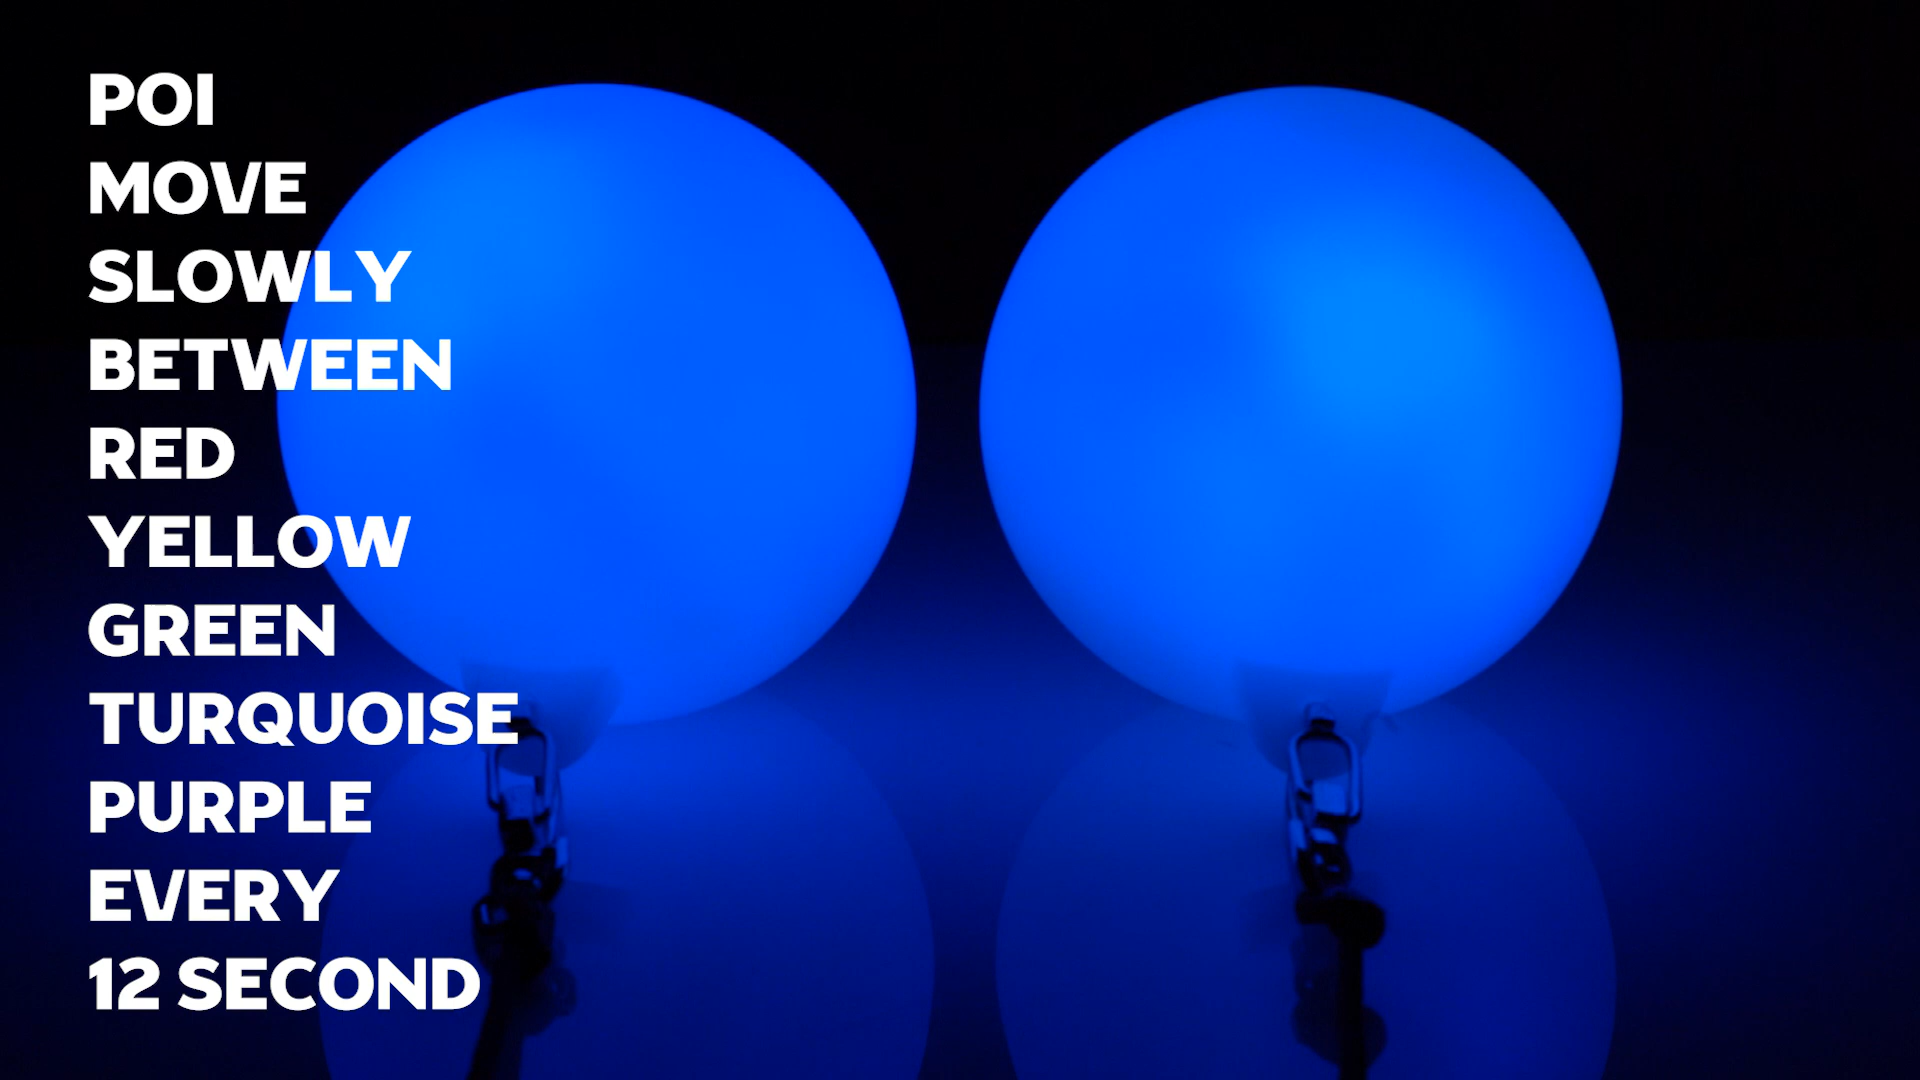 POI
MOVE
SLOWLY
BETWEEN
RED
YELLOW
GREEN
TURQUOISE
PURPLE
EVERY
12 SECOND